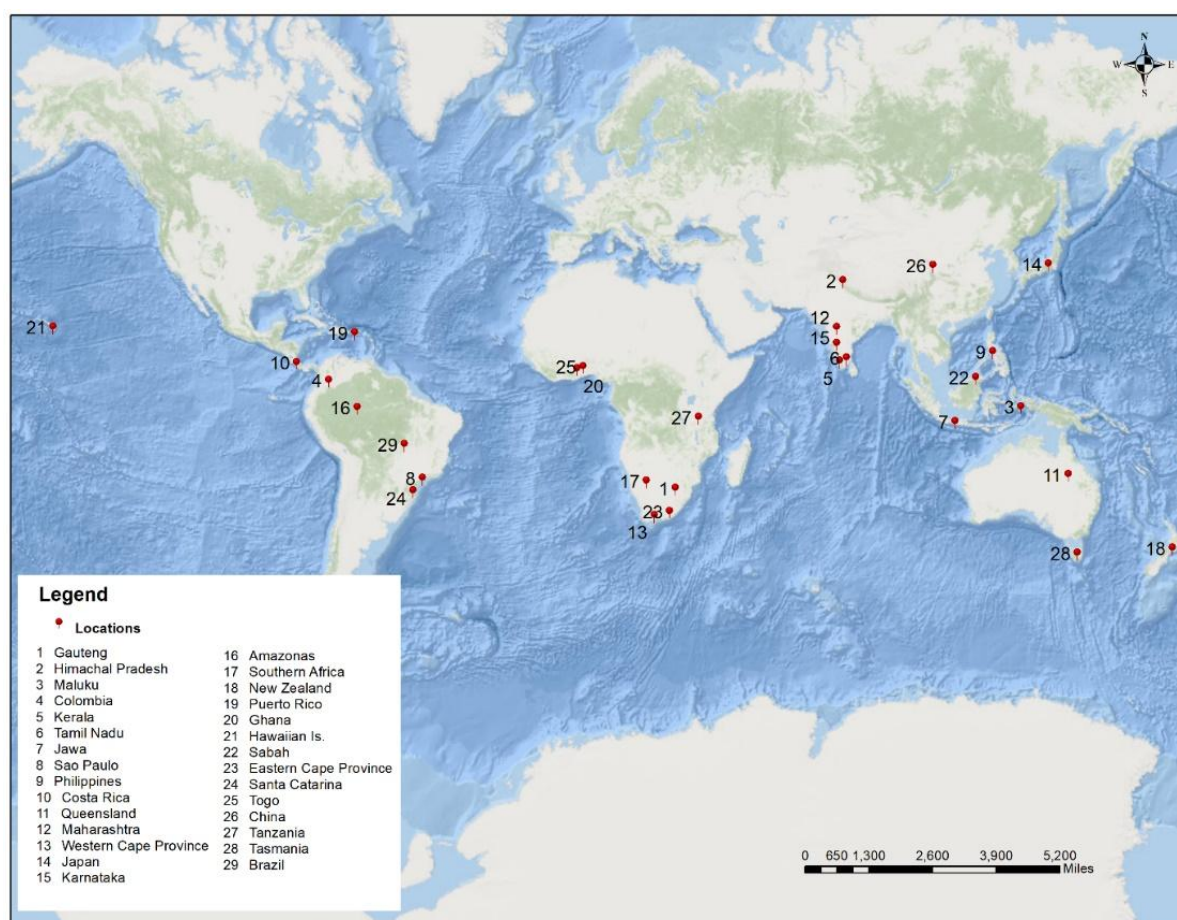 N
W E
S
26
14
2
21
12
19
15
9
10
6
25
5
4
20
22
16
3
27
7
29
8
17
11
1
24
23
13
18
28
Legend
Locations
1 Gauteng
2 Himachal Pradesh
3 Maluku
4 Colombia
5 Kerala
6 Tamil Nadu
7 Jawa
8 Sao Paulo
9 Philippines
10 Costa Rica
11 Queensland
12 Maharashtra
13 Western Cape Province
14 Japan
15 Karnataka
16 Amazonas
17 Southern Africa
18 New Zealand
19 Puerto Rico
20 Ghana
21 Hawaiian Is.
22 Sabah
23 Eastern Cape Province
24 Santa Catarina
25 Togo
26 China
27 Tanzania
28 Tasmania
29 Brazil
0 650 1,300 2,600 3,900 5,200
Miles